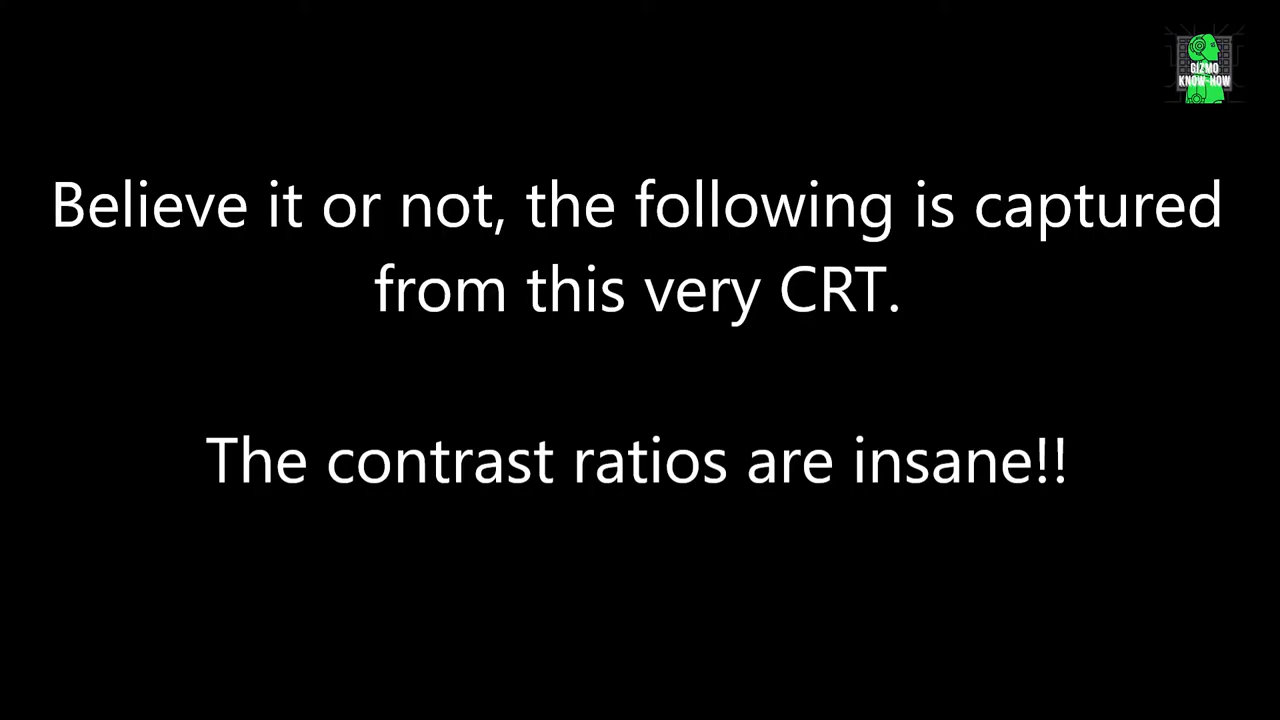 GIZMO
KNOW-HOW
Believe it or not, the following is captured
from this very CRT.
The contrast ratios are insane!!